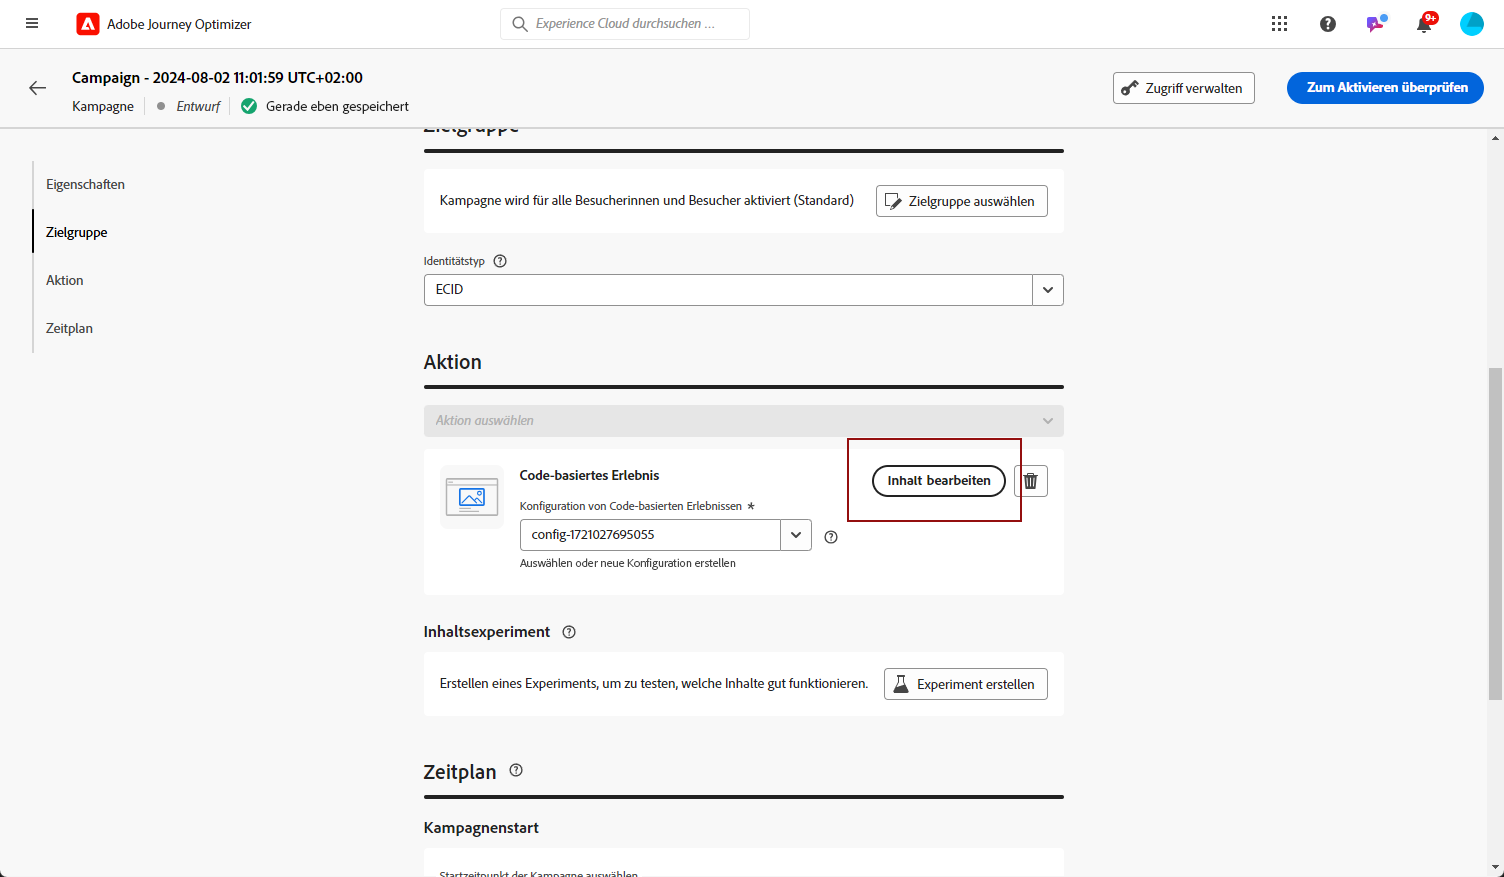 Adobe Journey Optimizer
Experience Cloud durchsuchen ...
9+
Campaign - 2024-08-02 11:01:59 UTC+02:00
Kampagne
Entwurf
Gerade eben gespeichert
Zugriff verwalten
Zum Aktivieren überprüfen
Zielgruppe
Eigenschaften
Zielgruppe
Aktion
Zeitplan
Kampagne wird für alle Besucherinnen und Besucher aktiviert (Standard)
Zielgruppe auswählen
Identitätstyp
ECID
Aktion
Aktion auswählen
Code-basiertes Erlebnis
Inhalt bearbeiten
Konfiguration von Code-basierten Erlebnissen *
config-1721027695055
Auswählen oder neue Konfiguration erstellen
Inhaltsexperiment
Erstellen eines Experiments, um zu testen, welche Inhalte gut funktionieren.
Experiment erstellen
Zeitplan
Kampagnenstart
Startzeitpunkt der Kampagne auswählen